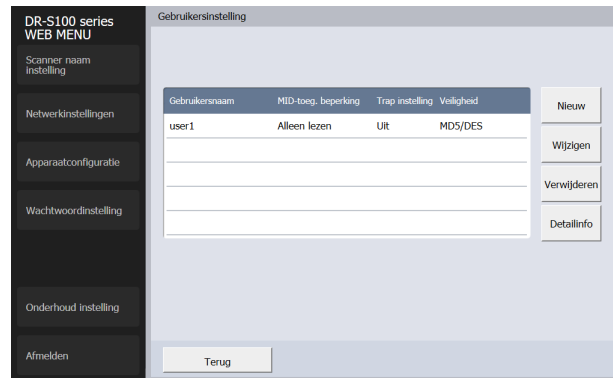 DR-S100 series
WEB MENU
Scanner naam
instelling
Netwerkinstellingen
Apparaatconfiguratie
Wachtwoordinstelling
Onderhoud instelling
Afmelden
Gebruikersinstelling
Gebruikersnaam MID-toeg. beperking Trap instelling Veiligheid
user1 Alleen lezen Uit MD5/DES
Nieuw
Wijzigen
Verwijderen
Detailinfo
Terug